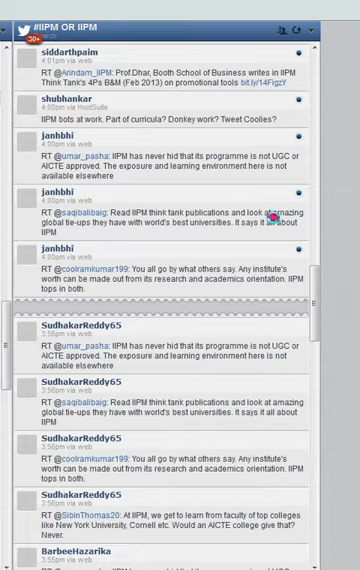 #IIPM OR IIPM
search
30+
siddarthpaim
4:01pm via web
RT @Arindam_IIPM: Prof.Dhar, Booth School of Business writes in IIPM
Think Tank's 4Ps B&M (Feb 2013) on promotional tools bit.ly/14FigzY
shubhankar
4:00pm via HootSuite
IIPM bots at work. Part of curricula? Donkey work? Tweet Coolies?
janhbhi
4:00pm via web
RT @umar_pasha: IIPM has never hid that its programme is not UGC or
AICTE approved. The exposure and learning environment here is not
available elsewhere
janhbhi
4:00pm via web
RT @saqibalibaig: Read IIPM think tank publications and look at amazing
global tie-ups they have with world's best universities. It says it all about
IIPM
janhbhi
4:00pm via web
RT @coolramkumar199: You all go by what others say. Any institute's
worth can be made out from its research and academics orientation. IIPM
tops in both.
SudhakarReddy65
3:56pm via web
RT @umar_pasha: IIPM has never hid that its programme is not UGC or
AICTE approved. The exposure and learning environment here is not
available elsewhere
SudhakarReddy65
3:56pm via web
RT @saqibalibaig: Read IIPM think tank publications and look at amazing
global tie-ups they have with world's best universities. It says it all about
IIPM
SudhakarReddy65
3:56pm via web
RT @coolramkumar199: You all go by what others say. Any institute's
worth can be made out from its research and academics orientation. IIPM
tops in both.
SudhakarReddy65
3:56pm via web
RT @SibinThomas20: At IIPM, we get to learn from faculty of top colleges
like New York University, Cornell etc. Would an AICTE college give that?
Never.
BarbeeHazarika
3:55pm via web